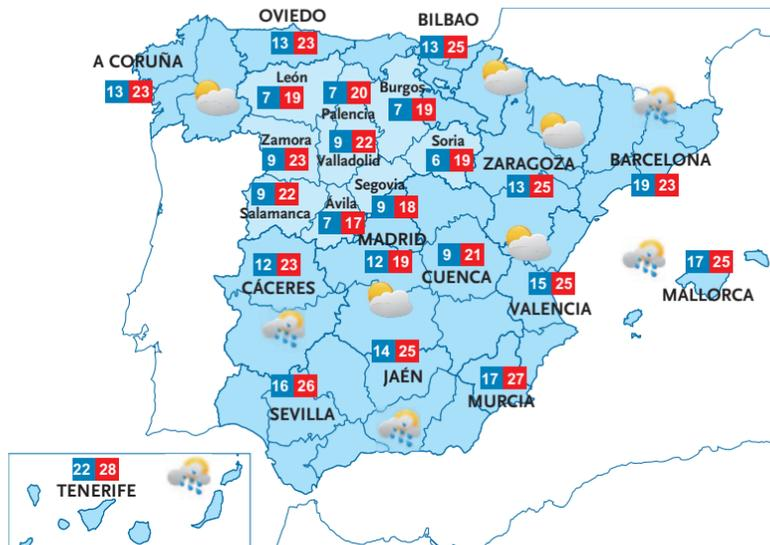 OVIEDO
13 23
BILBAO
13 25
A CORUÑA
13 23
León
7 19
7 20
Palencia
Burgos
7 19
Zamora
9 23
9 22
Valladolid
Soria
6 19
ZARAGOZA
13 25
BARCELONA
19 23
9 22
Salamanca
Ávila
7 17
Segovia
9 18
MADRID
12 19
9 21
CUENCA
12 23
CÁCERES
15 25
VALENCIA
17 25
MALLORCA
14 25
JAÉN
17 27
MURCIA
16 26
SEVILLA
22 28
TENERIFE